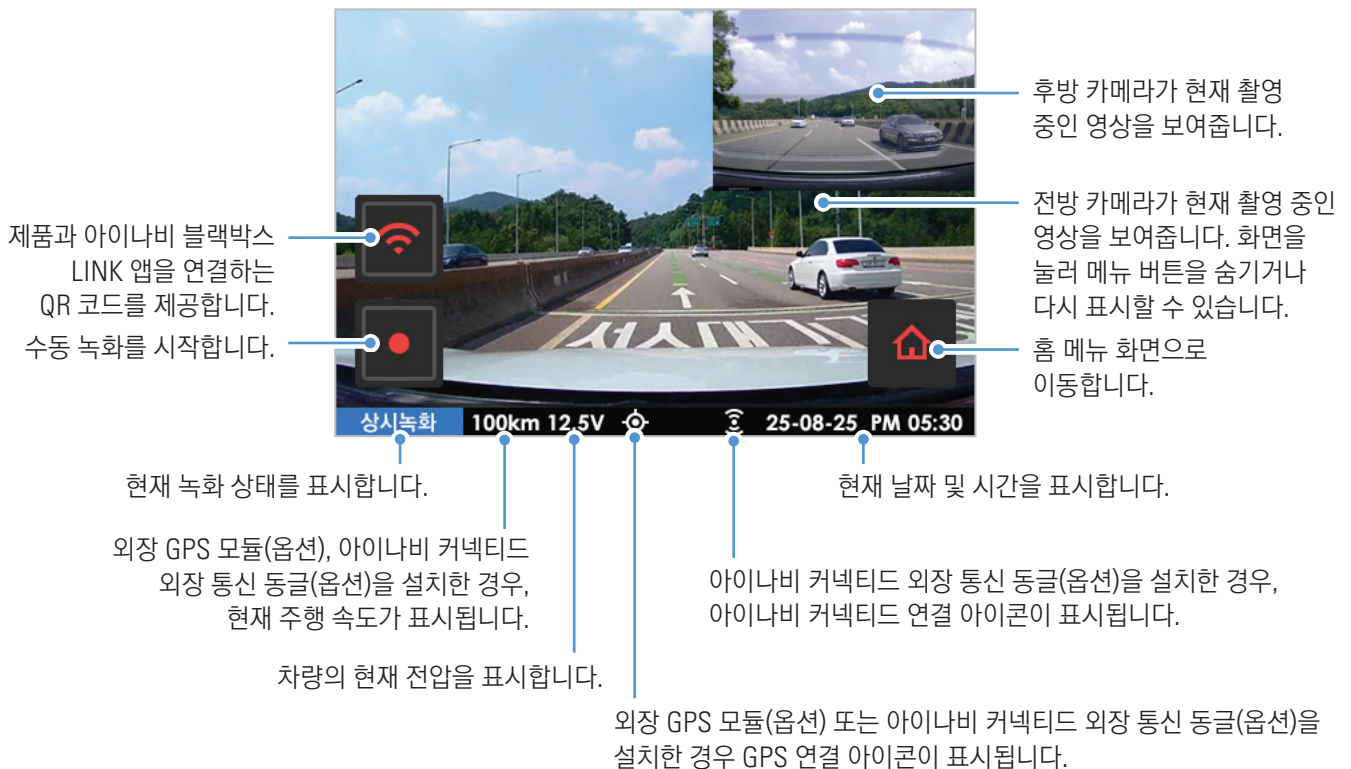 후방 카메라가 현재 촬영
중인 영상을 보여줍니다.
전방 카메라가 현재 촬영 중인
영상을 보여줍니다. 화면을
눌러 메뉴 버튼을 숨기거나
다시 표시할 수 있습니다.
제품과 아이나비 블랙박스
LINK 앱을 연결하는
QR 코드를 제공합니다.
수동 녹화를 시작합니다.
홈 메뉴 화면으로
이동합니다.
상시녹화 100km 12.5V 25-08-25 PM 05:30
현재 녹화 상태를 표시합니다.
현재 날짜 및 시간을 표시합니다.
외장 GPS 모듈(옵션), 아이나비 커넥티드
외장 통신 동글(옵션)을 설치한 경우,
현재 주행 속도가 표시됩니다.
아이나비 커넥티드 외장 통신 동글(옵션)을 설치한 경우,
아이나비 커넥티드 연결 아이콘이 표시됩니다.
차량의 현재 전압을 표시합니다.
외장 GPS 모듈(옵션) 또는 아이나비 커넥티드 외장 통신 동글(옵션)을
설치한 경우 GPS 연결 아이콘이 표시됩니다.